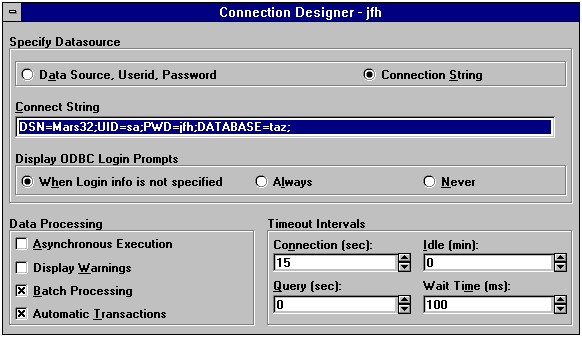 Connection Designer - jfh
Specify Datasource
Data Source, Userid, Password Connection String
Connect String
DSN=Mars32;UID=sa;PWD=jfh;DATABASE=taz;
Display ODBC Login Prompts
When Login info is not specified Always Never
Data Processing Timeout Intervals
Asynchronous Execution Connection (sec): Idle (min):
Display Warnings 15 0
Batch Processing Query (sec): Wait Time (ms):
Automatic Transactions 0 100